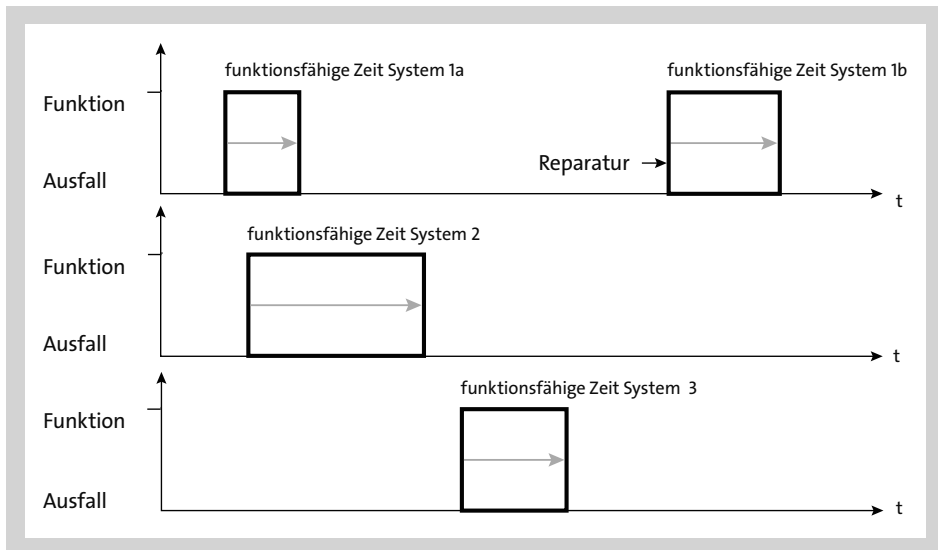 funktionsfähige Zeit System 1a
funktionsfähige Zeit System 1b
Funktion
Reparatur
Ausfall
t
funktionsfähige Zeit System 2
Funktion
Ausfall
t
funktionsfähige Zeit System 3
Funktion
Ausfall
t